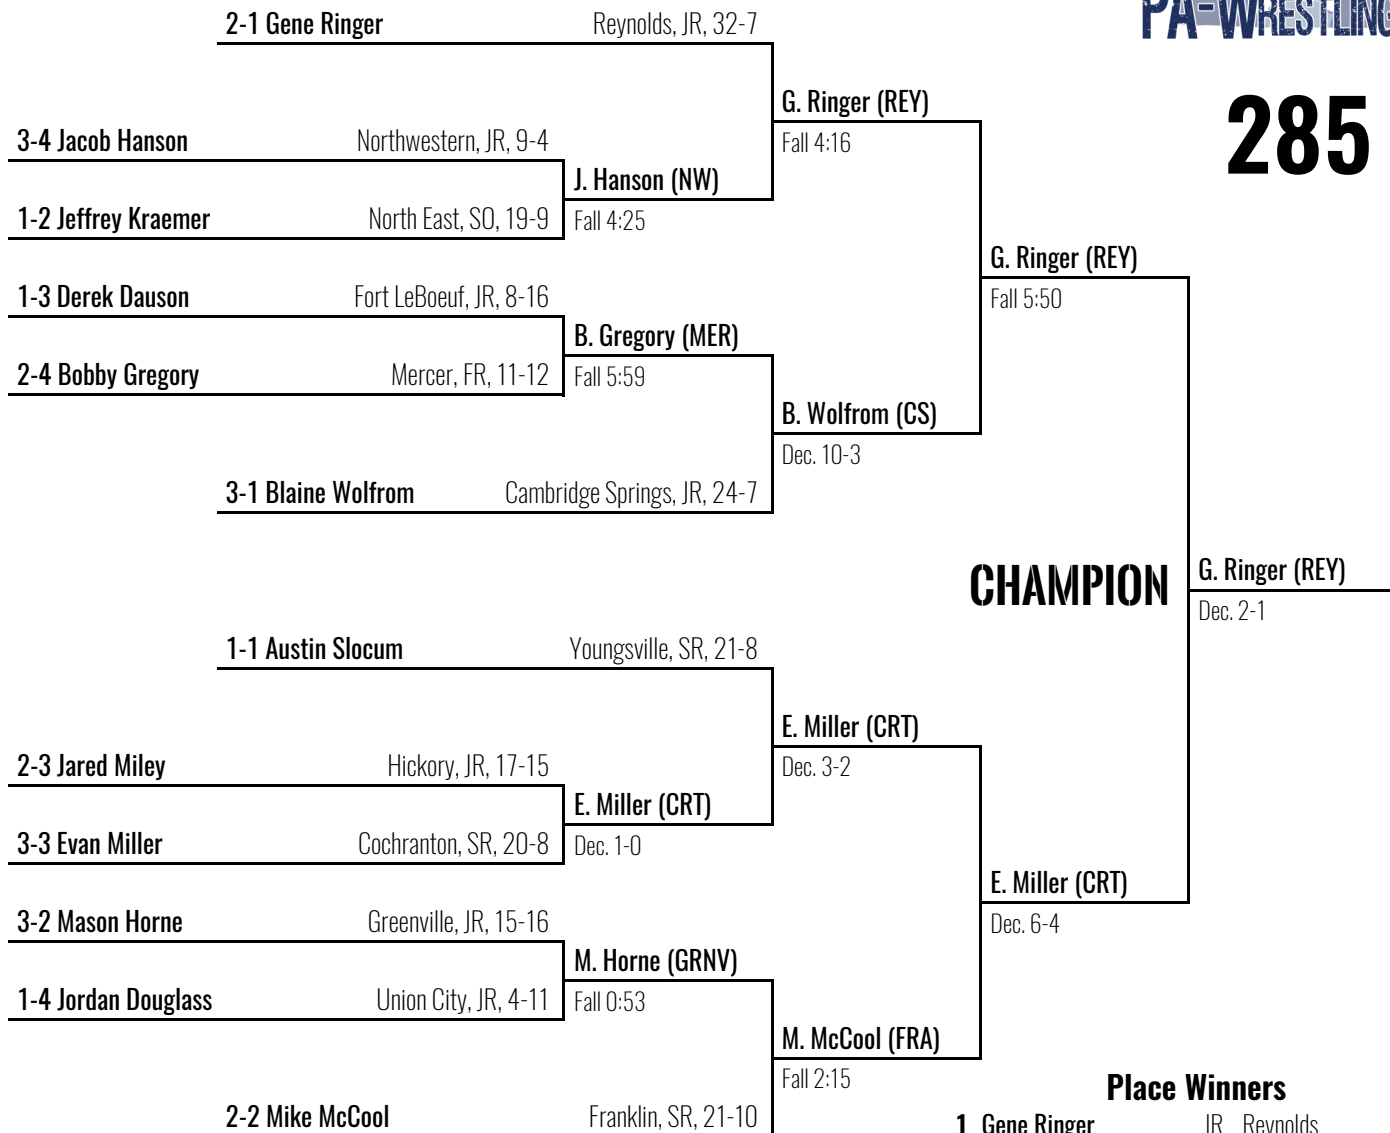 PA-WRESTLING
285
2-1 Gene Ringer Reynolds, JR, 32-7
G. Ringer (REY)
Fall 4:16
3-4 Jacob Hanson Northwestern, JR, 9-4
J. Hanson (NW)
Fall 4:25
1-2 Jeffrey Kraemer North East, SO, 19-9
G. Ringer (REY)
Fall 5:50
1-3 Derek Dauson Fort LeBoeuf, JR, 8-16
B. Gregory (MER)
Fall 5:59
2-4 Bobby Gregory Mercer, FR, 11-12
B. Wolfrom (CS)
Dec. 10-3
3-1 Blaine Wolfrom Cambridge Springs, JR, 24-7
CHAMPION
G. Ringer (REY)
Dec. 2-1
1-1 Austin Slocum Youngsville, SR, 21-8
E. Miller (CRT)
Dec. 3-2
2-3 Jared Miley Hickory, JR, 17-15
E. Miller (CRT)
Dec. 1-0
3-3 Evan Miller Cochranton, SR, 20-8
E. Miller (CRT)
Dec. 6-4
3-2 Mason Horne Greenville, JR, 15-16
M. Horne (GRNV)
Fall 0:53
1-4 Jordan Douglass Union City, JR, 4-11
M. McCool (FRA)
Fall 2:15
2-2 Mike McCool Franklin, SR, 21-10
Place Winners
1 Gene Ringer JR Reynolds